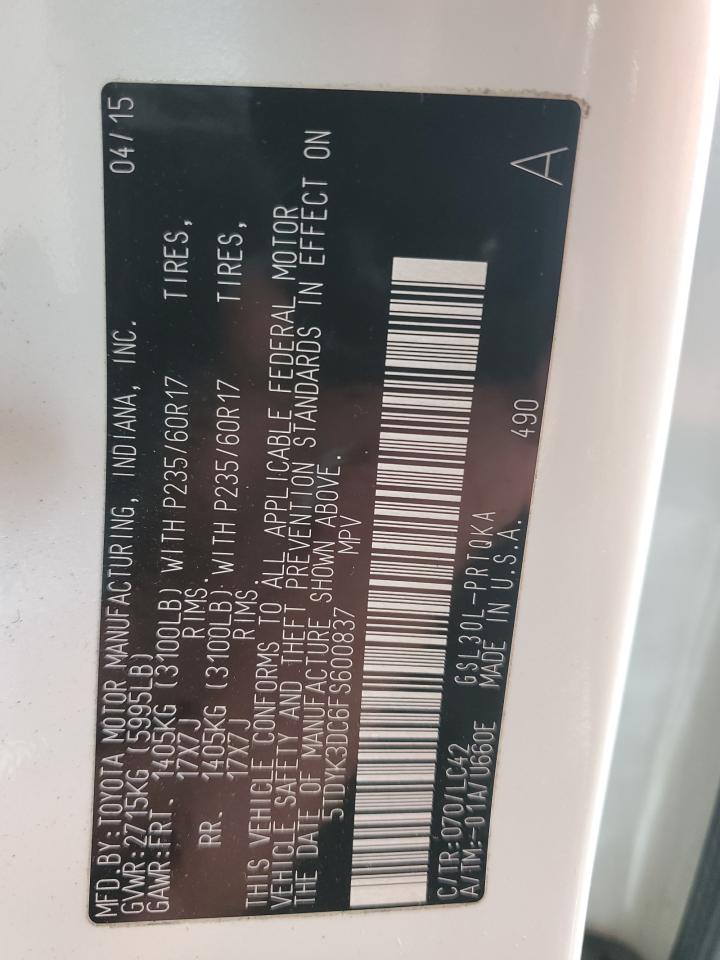 MFD.BY:TOYOTA MOTOR MANUFACTURING, INDIANA, INC. 04/15
GVWR:2715KG (5995LB)
GAWR:FRT. 1405KG (3100LB) WITH P235/60R17 TIRES,
17X7J RIMS.
RR. 1405KG (3100LB) WITH P235/60R17 TIRES,
17X7J RIMS.
THIS VEHICLE CONFORMS TO ALL APPLICABLE FEDERAL MOTOR
VEHICLE SAFETY AND THEFT PREVENTION STANDARDS IN EFFECT ON
THE DATE OF MANUFACTURE SHOWN ABOVE.
5TDYK3DC6FS600837 MPV
C/TR:070/LC42 GSL30L-PRTQKA 490 A
A/TM:-01A/U660E MADE IN U.S.A.